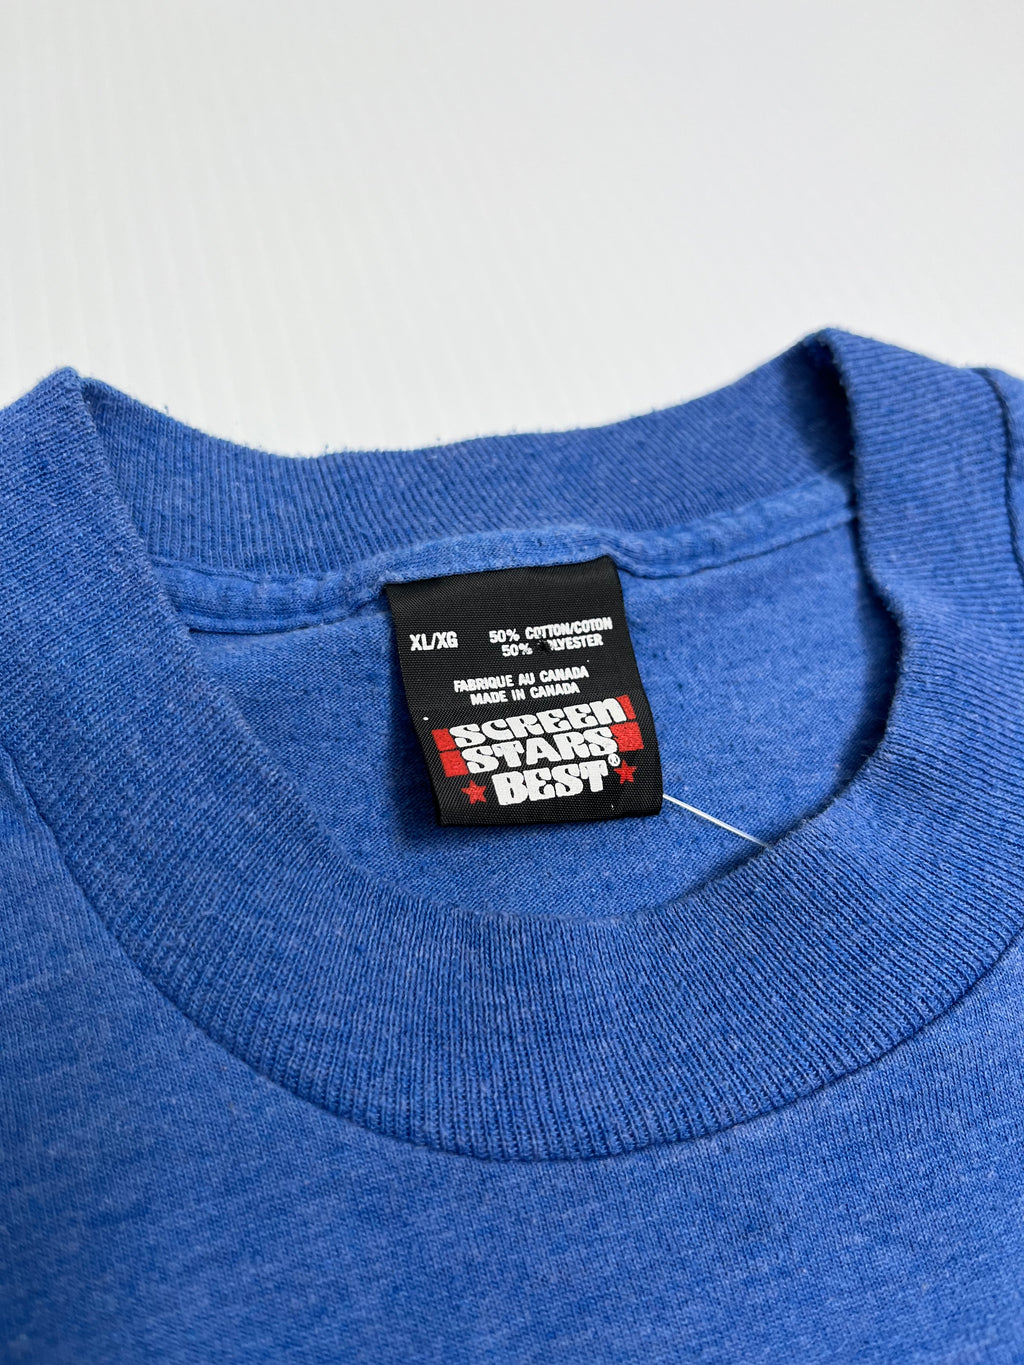 XL/XG
50% COTTON/COTON
50% POLYESTER
FABRIQUE AU CANADA
MADE IN CANADA
SCREEN
STARS
BEST®